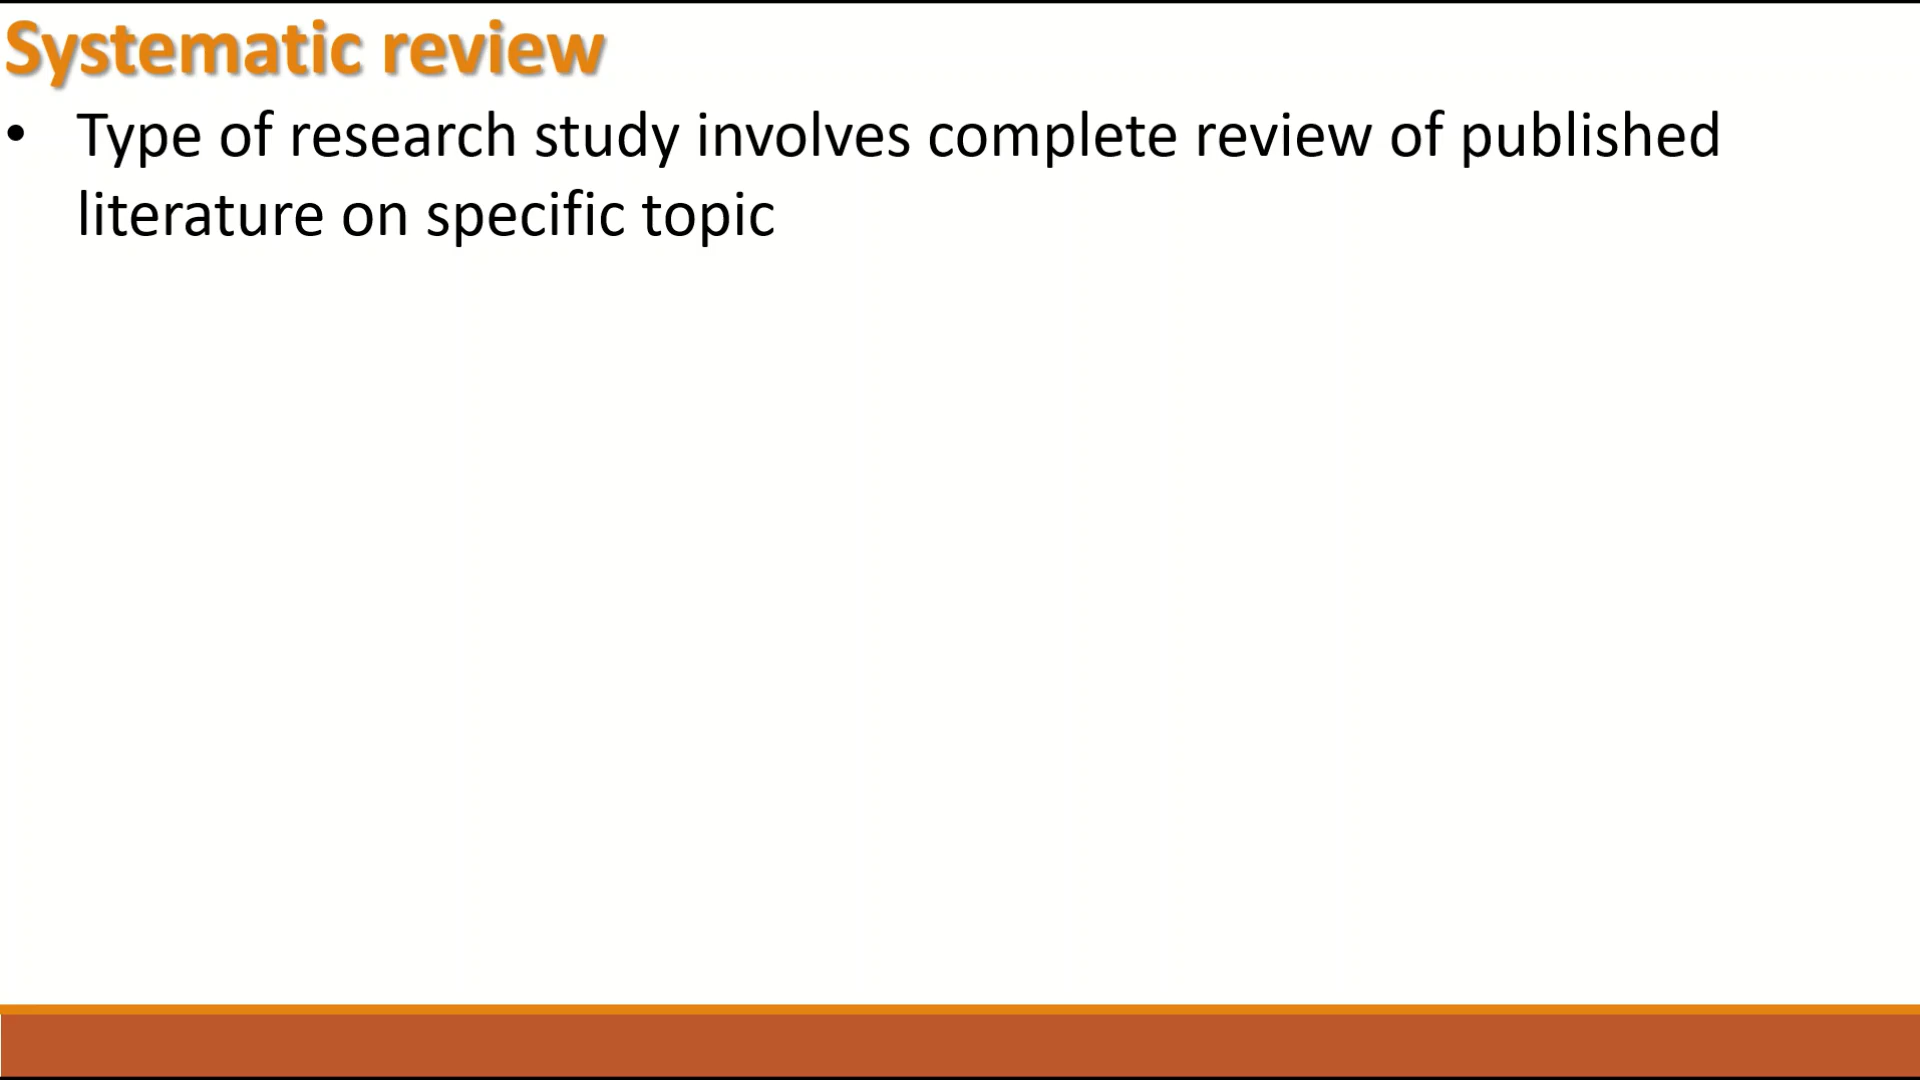 Systematic review
• Type of research study involves complete review of published
literature on specific topic